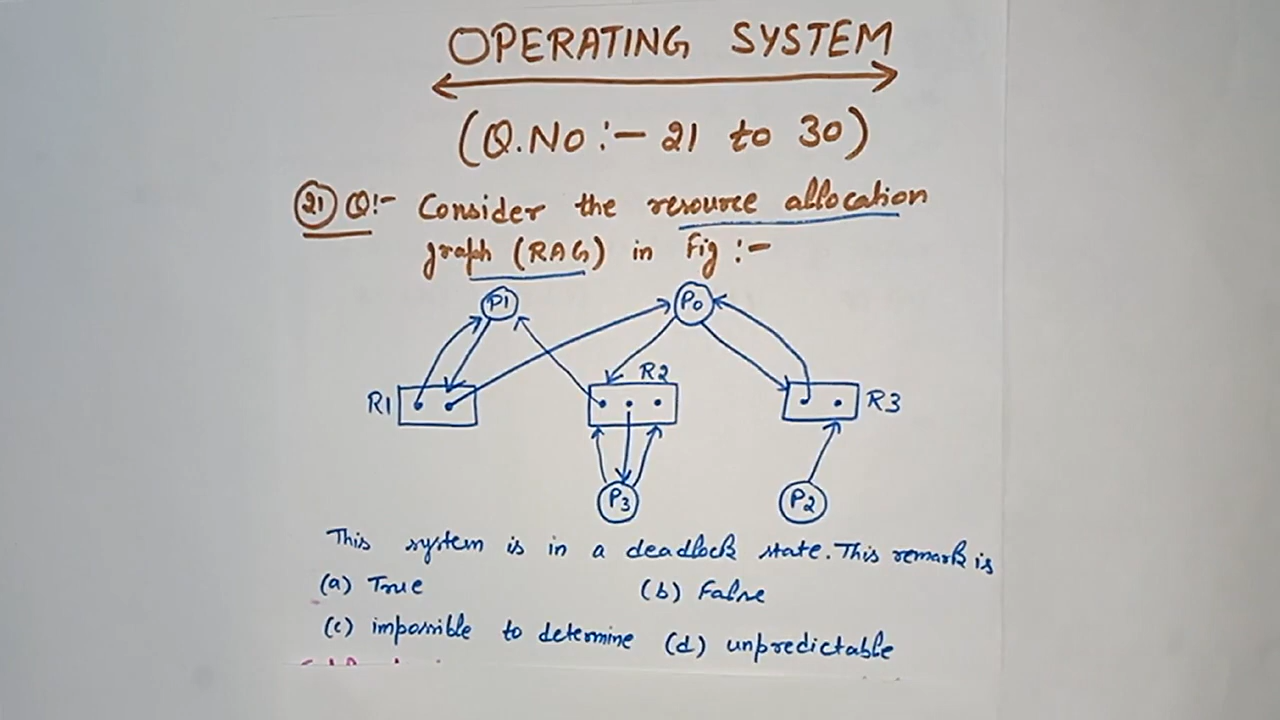 OPERATING SYSTEM
(Q.No:- 21 to 30)
21 Q:- Consider the resource allocation
graph (RAG) in Fig :-
P1 P0
R1 R2 R3
P3 P2
This system is in a deadlock state. This remark is
(a) True (b) False
(c) impossible to determine (d) unpredictable